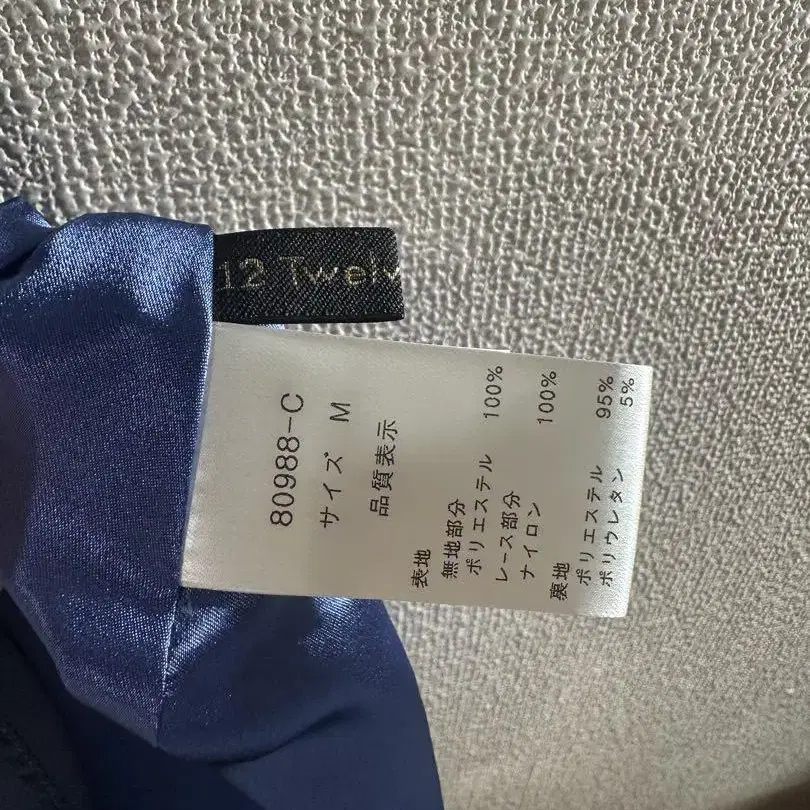 12 Twelv
80988-C
サイズ M
品質表示
表地
無地部分
ポリエステル 100%
レース部分
ナイロン 100%
裏地
ポリエステル 95%
ポリウレタン 5%